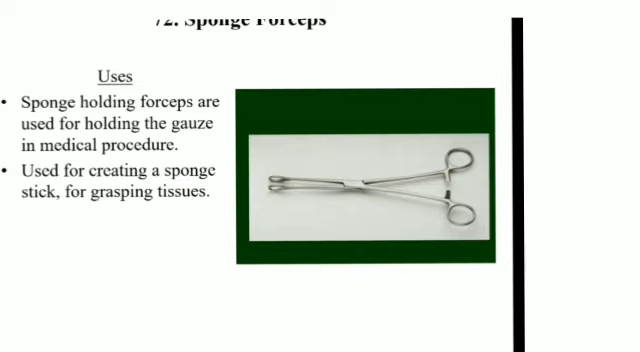 72. Sponge Forceps
Uses
• Sponge holding forceps are
used for holding the gauze
in medical procedure.
• Used for creating a sponge
stick, for grasping tissues.